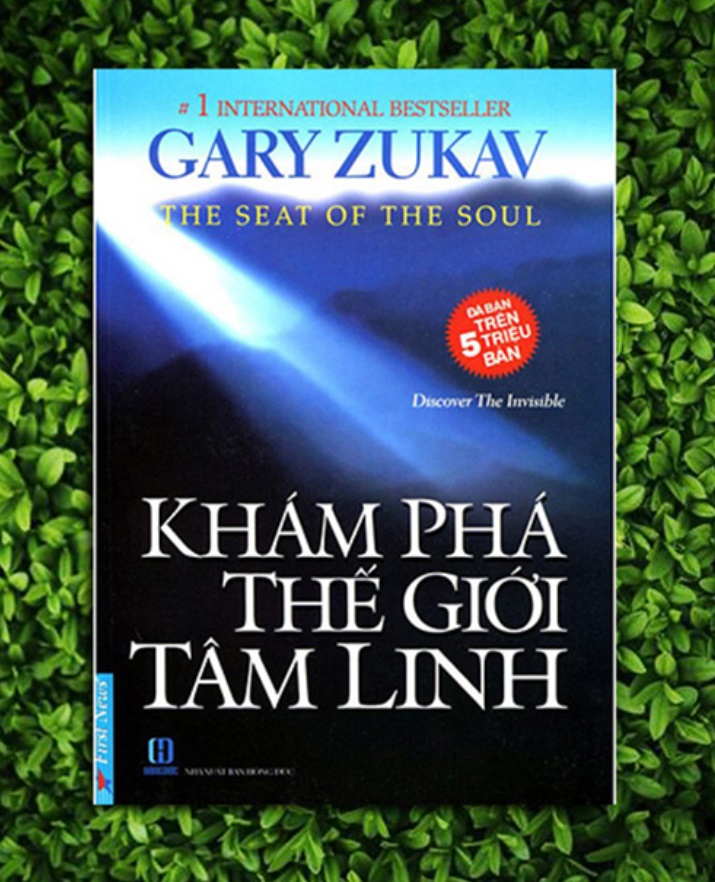 # 1 INTERNATIONAL BESTSELLER
GARY ZUKAV
THE SEAT OF THE SOUL
ĐÃ BÁN
TRÊN
5 TRIỆU
BẢN
Discover The Invisible
KHÁM PHÁ
THẾ GIỚI
TÂM LINH
First News
NHÀ XUẤT BẢN HỒNG ĐỨC